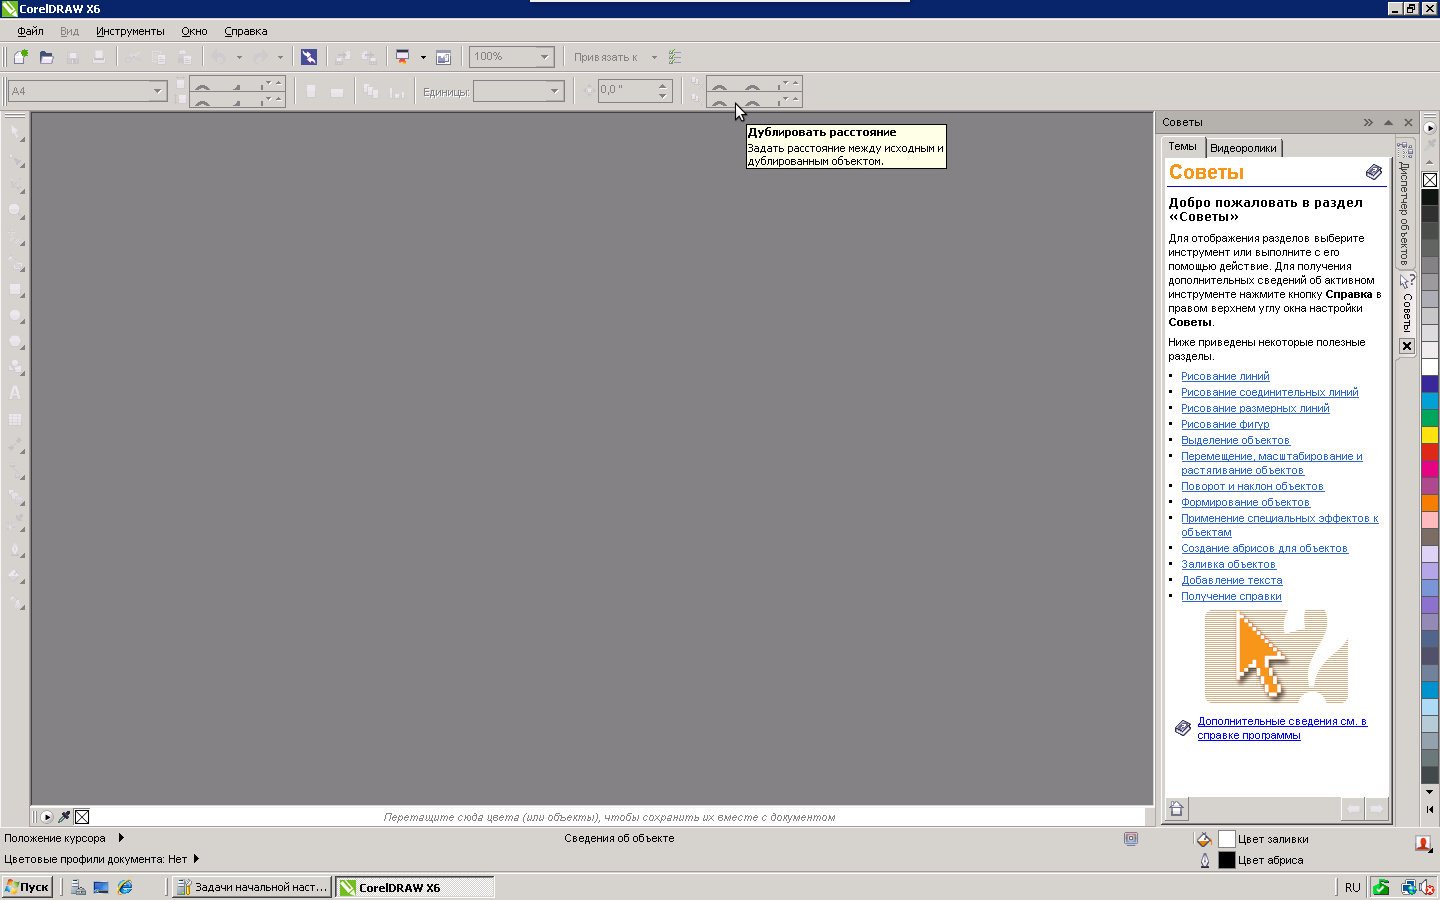 CorelDRAW X6
Файл Вид Инструменты Окно Справка
100% Привязать к
A4 Единицы: 0,0 "
Дублировать расстояние
Задать расстояние между исходным и
дублированным объектом.
Советы
Темы Видеоролики
Советы
Добро пожаловать в раздел
«Советы»
Для отображения разделов выберите
инструмент или выполните с его
помощью действие. Для получения
дополнительных сведений об активном
инструменте нажмите кнопку Справка в
правом верхнем углу окна настройки
Советы.
Ниже приведены некоторые полезные
разделы.
Рисование линий
Рисование соединительных линий
Рисование размерных линий
Рисование фигур
Выделение объектов
Перемещение, масштабирование и
растягивание объектов
Поворот и наклон объектов
Формирование объектов
Применение специальных эффектов к
объектам
Создание абрисов для объектов
Заливка объектов
Добавление текста
Получение справки
Дополнительные сведения см. в
справке программы
Диспетчер объектов
Советы
Перетащите сюда цвета (или объекты), чтобы сохранить их вместе с документом
Положение курсора Сведения об объекте Цвет заливки
Цветовые профили документа: Нет Цвет абриса
Пуск Задачи начальной наст... CorelDRAW X6 RU